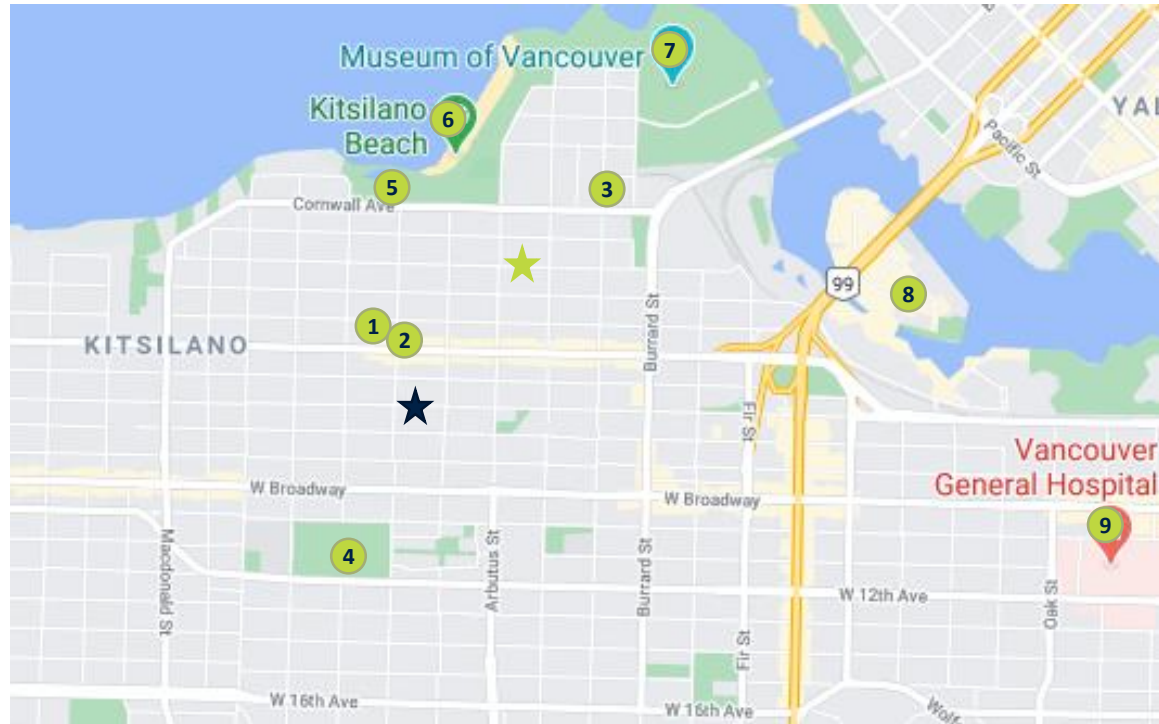 Museum of Vancouver
7
Kitsilano
Beach
6
YAL
Pacific St
5
3
Cornwall Ave
99
8
1
2
KITSILANO
Burrard St
Fir St
Vancouver
General Hospital
W Broadway
W Broadway
9
4
Macdonald St
Arbutus St
Burrard St
W 12th Ave
Oak St
Fir St
W 16th Ave
W 16th Ave